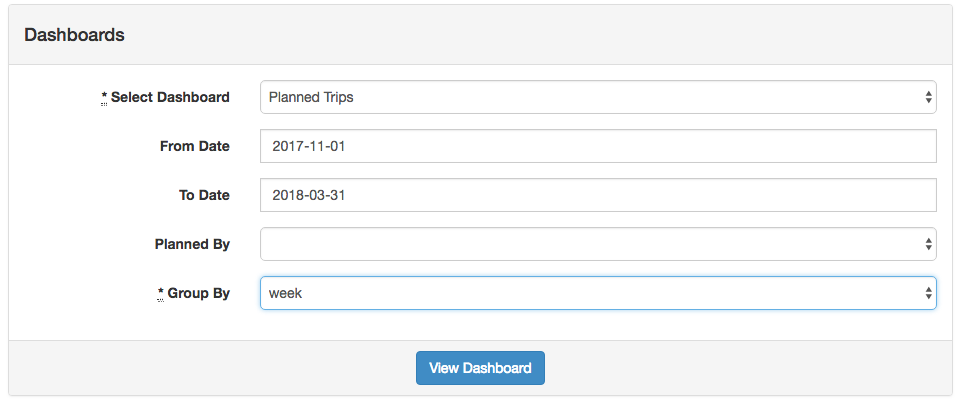 Dashboards
* Select Dashboard Planned Trips
From Date 2017-11-01
To Date 2018-03-31
Planned By
* Group By week
View Dashboard